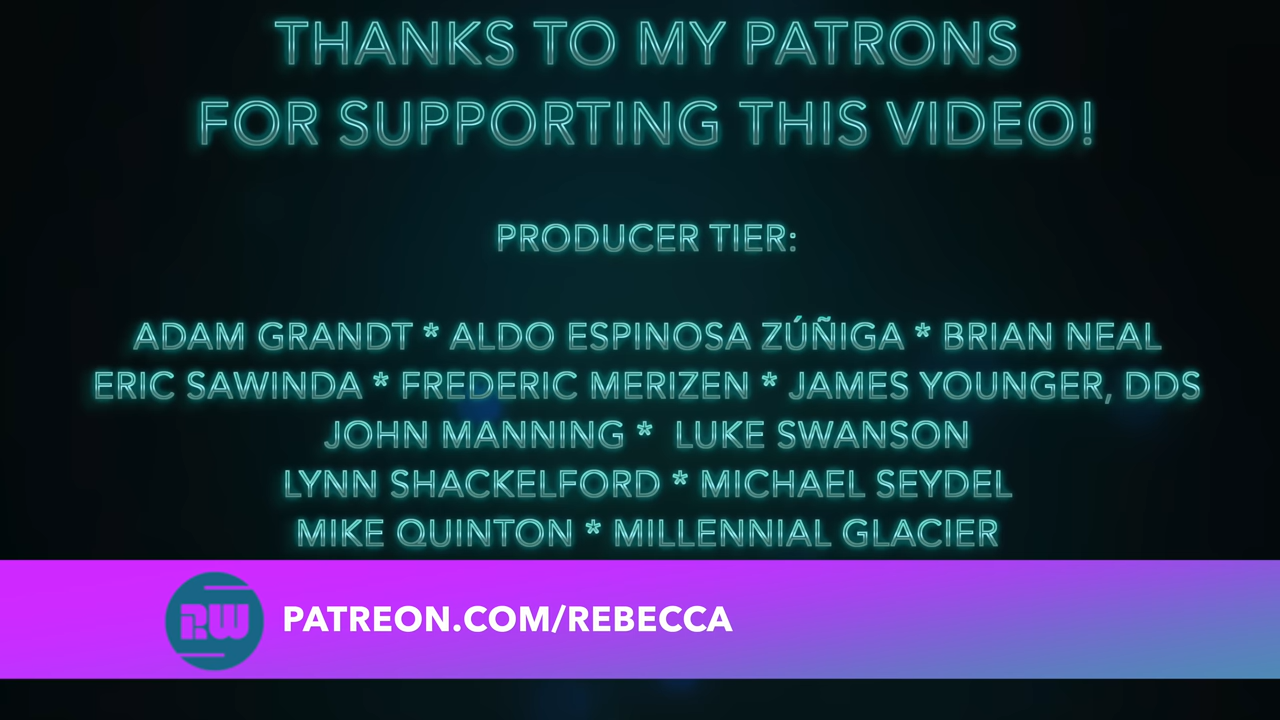 THANKS TO MY PATRONS
FOR SUPPORTING THIS VIDEO!
PRODUCER TIER:
ADAM GRANDT * ALDO ESPINOSA ZÚÑIGA * BRIAN NEAL
ERIC SAWINDA * FREDERIC MERIZEN * JAMES YOUNGER, DDS
JOHN MANNING * LUKE SWANSON
LYNN SHACKELFORD * MICHAEL SEYDEL
MIKE QUINTON * MILLENNIAL GLACIER
RW
PATREON.COM/REBECCA